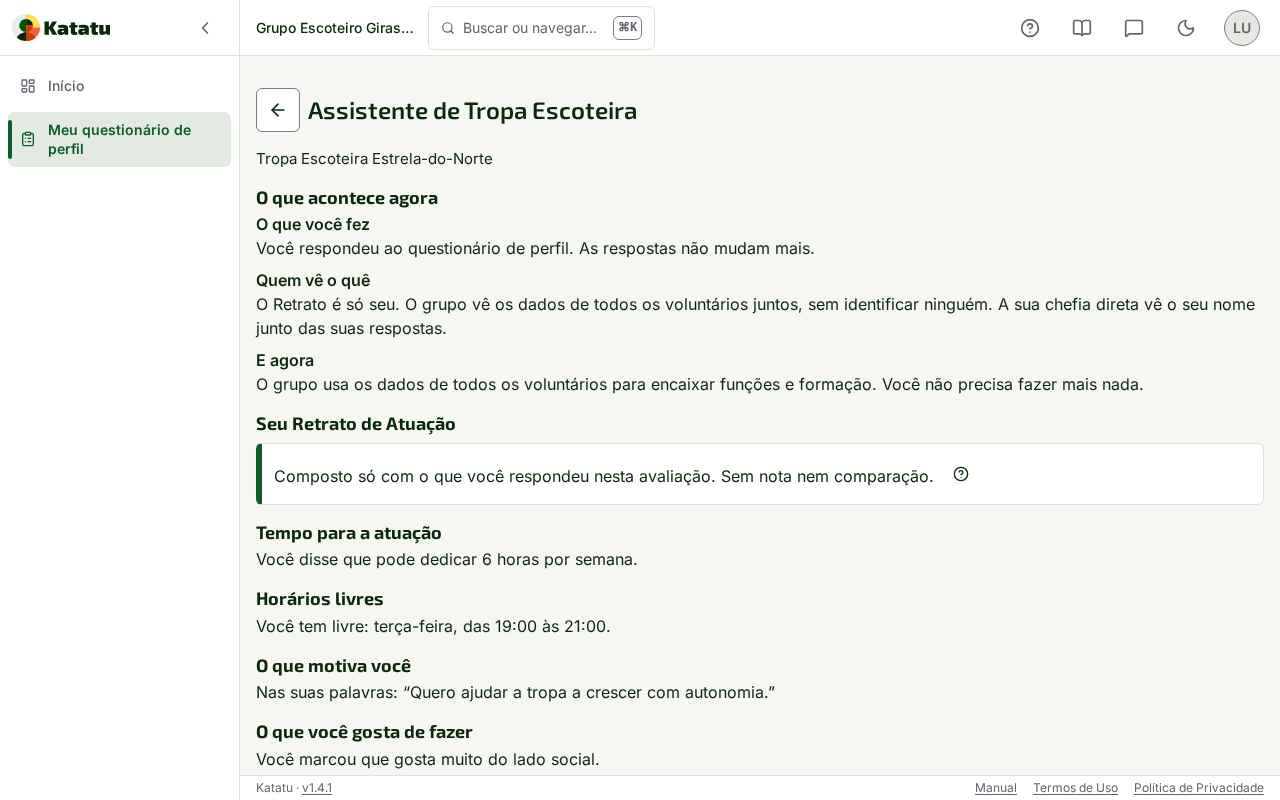 Katatu
Grupo Escoteiro Giras...
Buscar ou navegar...
⌘K
LU
Início
Meu questionário de
perfil
Assistente de Tropa Escoteira
Tropa Escoteira Estrela-do-Norte
O que acontece agora
O que você fez
Você respondeu ao questionário de perfil. As respostas não mudam mais.
Quem vê o quê
O Retrato é só seu. O grupo vê os dados de todos os voluntários juntos, sem identificar ninguém. A sua chefia direta vê o seu nome
junto das suas respostas.
E agora
O grupo usa os dados de todos os voluntários para encaixar funções e formação. Você não precisa fazer mais nada.
Seu Retrato de Atuação
Composto só com o que você respondeu nesta avaliação. Sem nota nem comparação.
Tempo para a atuação
Você disse que pode dedicar 6 horas por semana.
Horários livres
Você tem livre: terça-feira, das 19:00 às 21:00.
O que motiva você
Nas suas palavras: “Quero ajudar a tropa a crescer com autonomia.”
O que você gosta de fazer
Você marcou que gosta muito do lado social.
Katatu · v1.4.1
Manual
Termos de Uso
Política de Privacidade